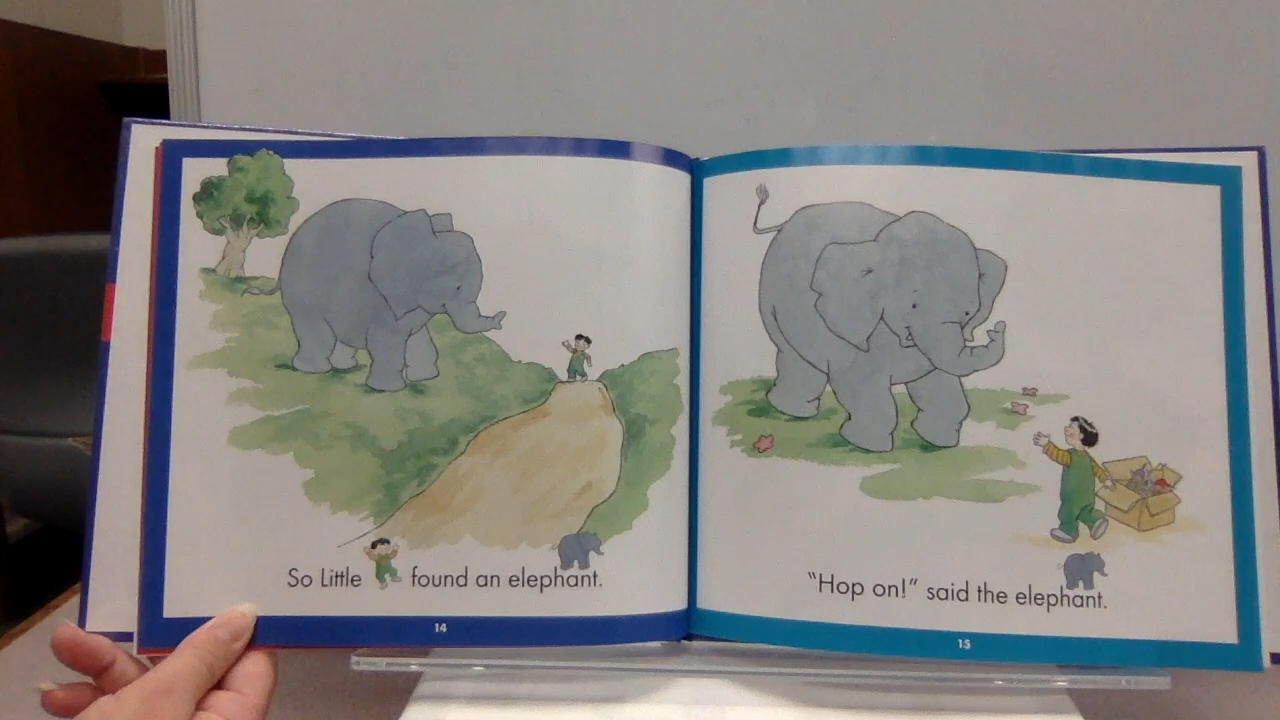 So Little found an elephant.
14
“Hop on!” said the elephant.
15